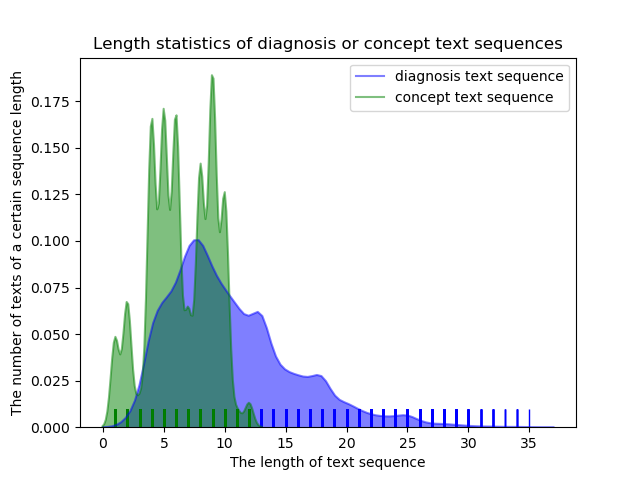 Length statistics of diagnosis or concept text sequences
diagnosis text sequence
concept text sequence
The number of texts of a certain sequence length
0.175
0.150
0.125
0.100
0.075
0.050
0.025
0.000
0 5 10 15 20 25 30 35
The length of text sequence